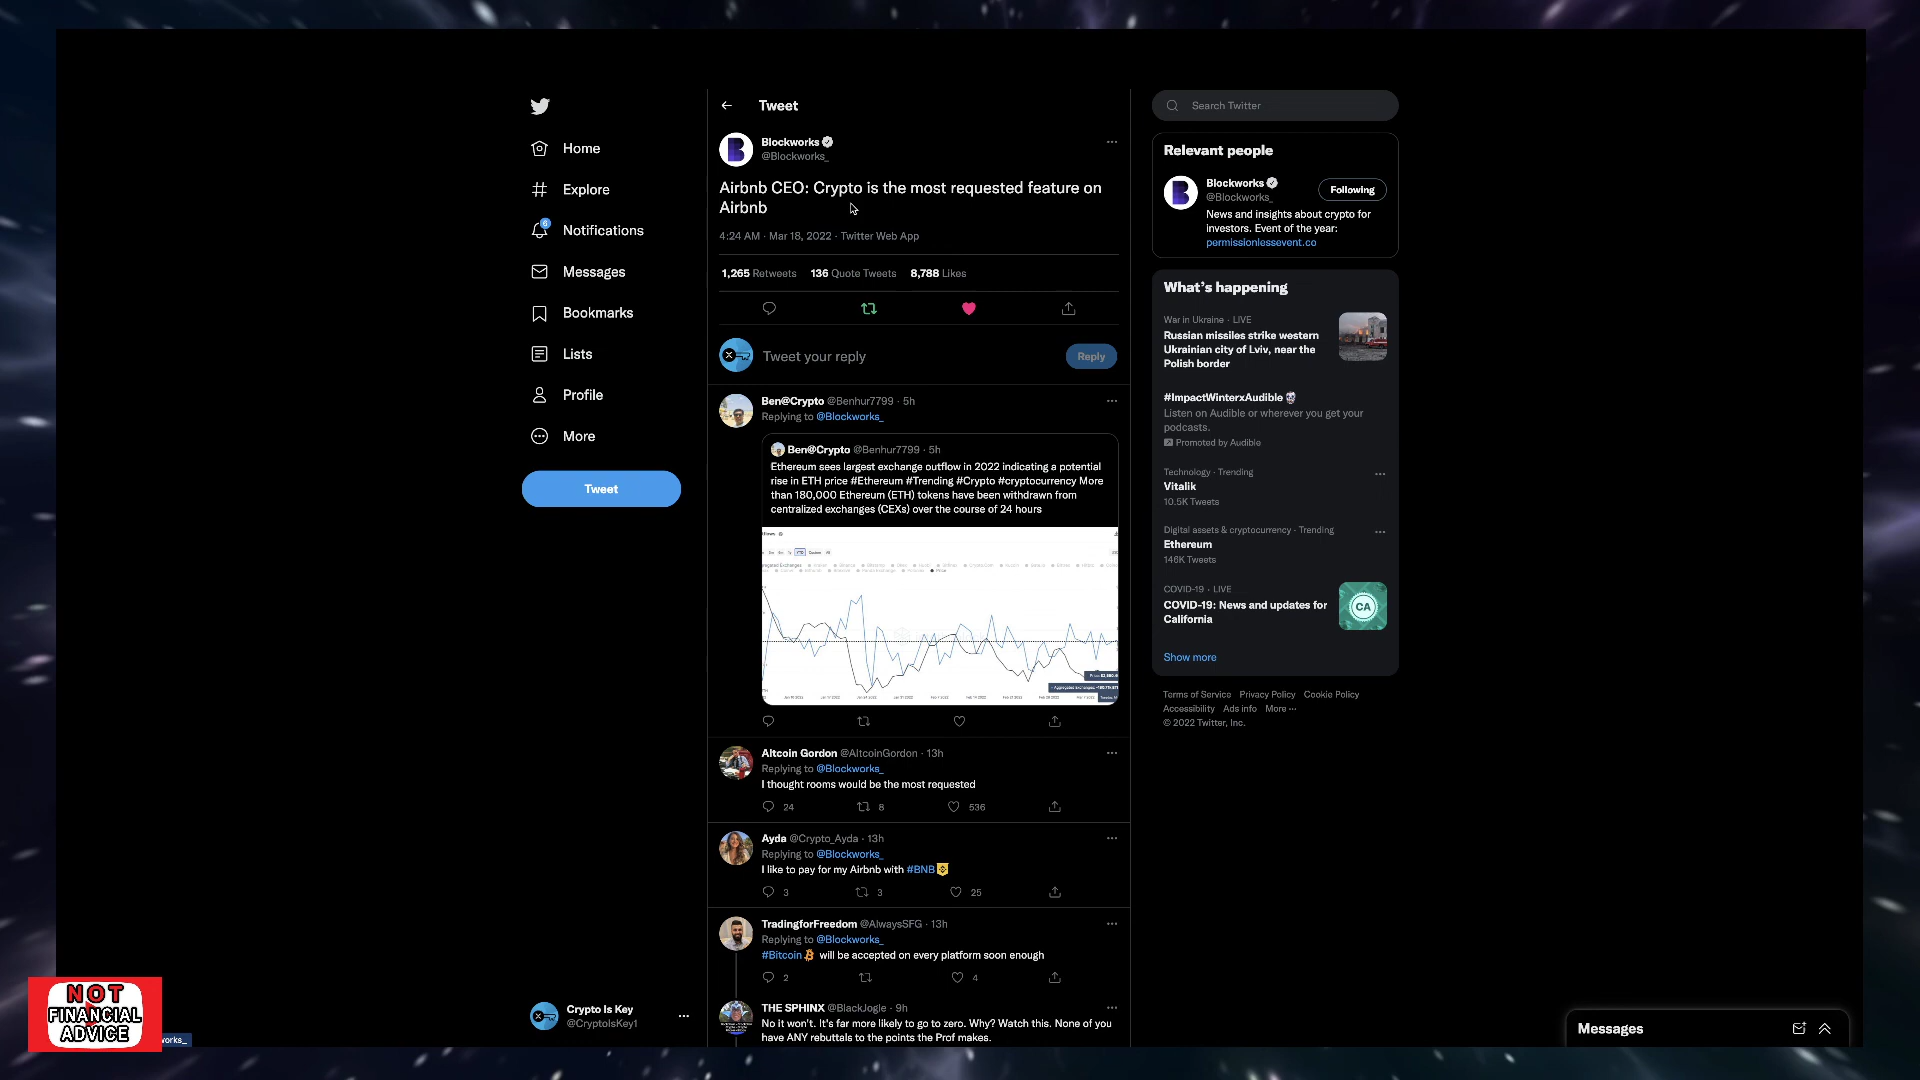 Home
Explore
6
Notifications
Messages
Bookmarks
Lists
Profile
More
Tweet
Crypto Is Key
@CryptoIsKey1
Tweet
Blockworks
@Blockworks_
Airbnb CEO: Crypto is the most requested feature on
Airbnb
4:24 AM · Mar 18, 2022 · Twitter Web App
1,265 Retweets 136 Quote Tweets 8,788 Likes
Tweet your reply
Reply
Ben@Crypto @Benhur7799 · 5h
Replying to @Blockworks_
Ben@Crypto @Benhur7799 · 5h
Ethereum sees largest exchange outflow in 2022 indicating a potential
rise in ETH price #Ethereum #Trending #Crypto #cryptocurrency More
than 180,000 Ethereum (ETH) tokens have been withdrawn from
centralized exchanges (CEXs) over the course of 24 hours
Altcoin Gordon @AltcoinGordon · 13h
Replying to @Blockworks_
I thought rooms would be the most requested
24 8 536
Ayda @Crypto_Ayda · 13h
Replying to @Blockworks_
I like to pay for my Airbnb with #BNB
3 3 25
TradingforFreedom @AlwaysSFG · 13h
Replying to @Blockworks_
#Bitcoin will be accepted on every platform soon enough
2 4
THE SPHINX @BlackJogle · 9h
No it won't. It's far more likely to go to zero. Why? Watch this. None of you
have ANY rebuttals to the points the Prof makes.
Search Twitter
Relevant people
Blockworks
@Blockworks_
Following
News and insights about crypto for
investors. Event of the year:
permissionlessevent.co
What's happening
War in Ukraine · LIVE
Russian missiles strike western
Ukrainian city of Lviv, near the
Polish border
#ImpactWinterxAudible
Listen on Audible or wherever you get your
podcasts.
Promoted by Audible
Technology · Trending
Vitalik
10.5K Tweets
Digital assets & cryptocurrency · Trending
Ethereum
146K Tweets
COVID-19 · LIVE
COVID-19: News and updates for
California
CA
Show more
Terms of Service Privacy Policy Cookie Policy
Accessibility Ads info More ···
© 2022 Twitter, Inc.
Messages
NOT
FINANCIAL
ADVICE
works_